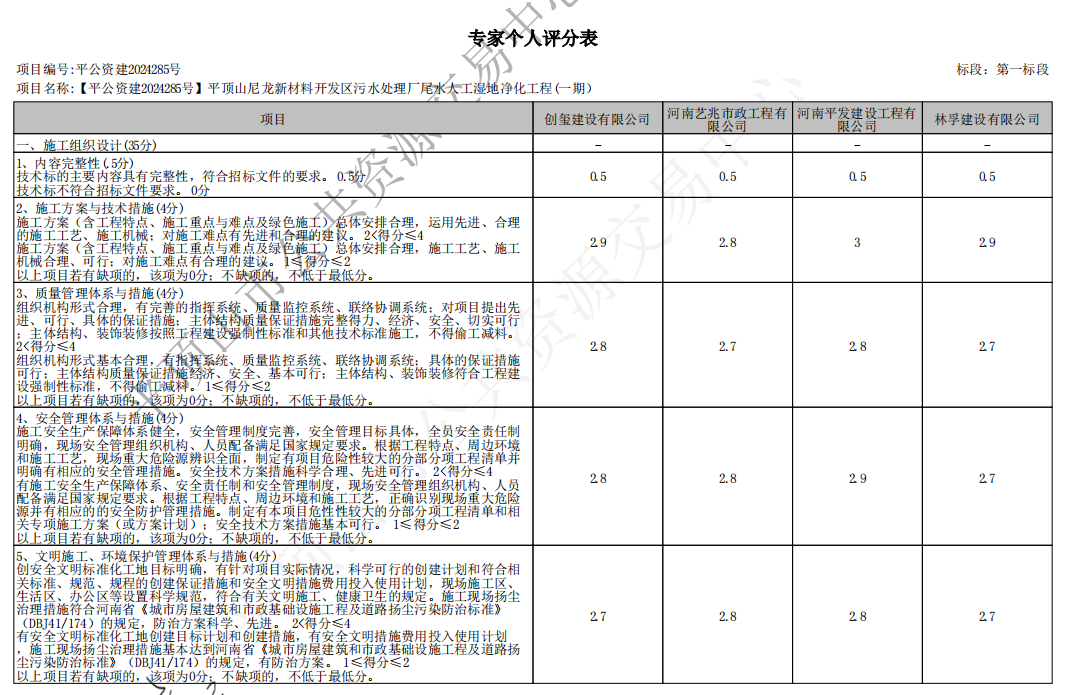 专家个人评分表
项目编号:平公资建2024285号
标段：第一标段
项目名称:【平公资建2024285号】平顶山尼龙新材料开发区污水处理厂尾水人工湿地净化工程(一期）
项目
创玺建设有限公司
河南艺兆市政工程有
限公司
河南平发建设工程有
限公司
林孚建设有限公司
一、施工组织设计(35分)
-
-
-
-
1、内容完整性(.5分)
技术标的主要内容具有完整性，符合招标文件的要求。 0.5分
技术标不符合招标文件要求。 0分
0.5
0.5
0.5
0.5
2、施工方案与技术措施(4分)
施工方案（含工程特点、施工重点与难点及绿色施工）总体安排合理，运用先进、合理
的施工工艺、施工机械；对施工难点有先进和合理的建议。 2<得分≤4
施工方案（含工程特点、施工重点与难点及绿色施工）总体安排合理，施工工艺、施工
机械合理、可行；对施工难点有合理的建议。 1≤得分≤2
以上项目若有缺项的，该项为0分；不缺项的，不低于最低分。
2.9
2.8
3
2.9
3、质量管理体系与措施(4分)
组织机构形式合理，有完善的指挥系统、质量监控系统、联络协调系统；对项目提出先
进、可行、具体的保证措施；主体结构质量保证措施完整得力、经济、安全、切实可行
；主体结构、装饰装修按照工程建设强制性标准和其他技术标准施工，不得偷工减料。
2<得分≤4
组织机构形式基本合理，有指挥系统、质量监控系统、联络协调系统；具体的保证措施
可行；主体结构质量保证措施经济、安全、基本可行；主体结构、装饰装修符合工程建
设强制性标准，不得偷工减料。 1≤得分≤2
以上项目若有缺项的，该项为0分；不缺项的，不低于最低分。
2.8
2.7
2.8
2.7
4、安全管理体系与措施(4分)
施工安全生产保障体系健全，安全管理制度完善，安全管理目标具体，全员安全责任制
明确，现场安全管理组织机构、人员配备满足国家规定要求。根据工程特点、周边环境
和施工工艺，现场重大危险源辨识全面，制定有项目危险性较大的分部分项工程清单并
明确有相应的安全管理措施。安全技术方案措施科学合理、先进可行。 2<得分≤4
有施工安全生产保障体系、安全责任制和安全管理制度，现场安全管理组织机构、人员
配备满足国家规定要求。根据工程特点、周边环境和施工工艺，正确识别现场重大危险
源并有相应的的安全防护管理措施。制定有本项目危性性较大的分部分项工程清单和相
关专项施工方案（或方案计划）；安全技术方案措施基本可行。 1≤得分≤2
以上项目若有缺项的，该项为0分；不缺项的，不低于最低分。
2.8
2.8
2.9
2.7
5、文明施工、环境保护管理体系与措施(4分)
创安全文明标准化工地目标明确，有针对项目实际情况，科学可行的创建计划和符合相
关标准、规范、规程的创建保证措施和安全文明措施费用投入使用计划，现场施工区、
生活区、办公区等设置科学规范，符合有关文明施工、健康卫生的规定。施工现场扬尘
治理措施符合河南省《城市房屋建筑和市政基础设施工程及道路扬尘污染防治标准》
（DBJ41/174）的规定，防治方案科学、先进。 2<得分≤4
有安全文明标准化工地创建目标计划和创建措施，有安全文明措施费用投入使用计划
，施工现场扬尘治理措施基本达到河南省《城市房屋建筑和市政基础设施工程及道路扬
尘污染防治标准》（DBJ41/174）的规定，有防治方案。 1≤得分≤2
以上项目若有缺项的，该项为0分；不缺项的，不低于最低分。
2.7
2.8
2.8
2.7